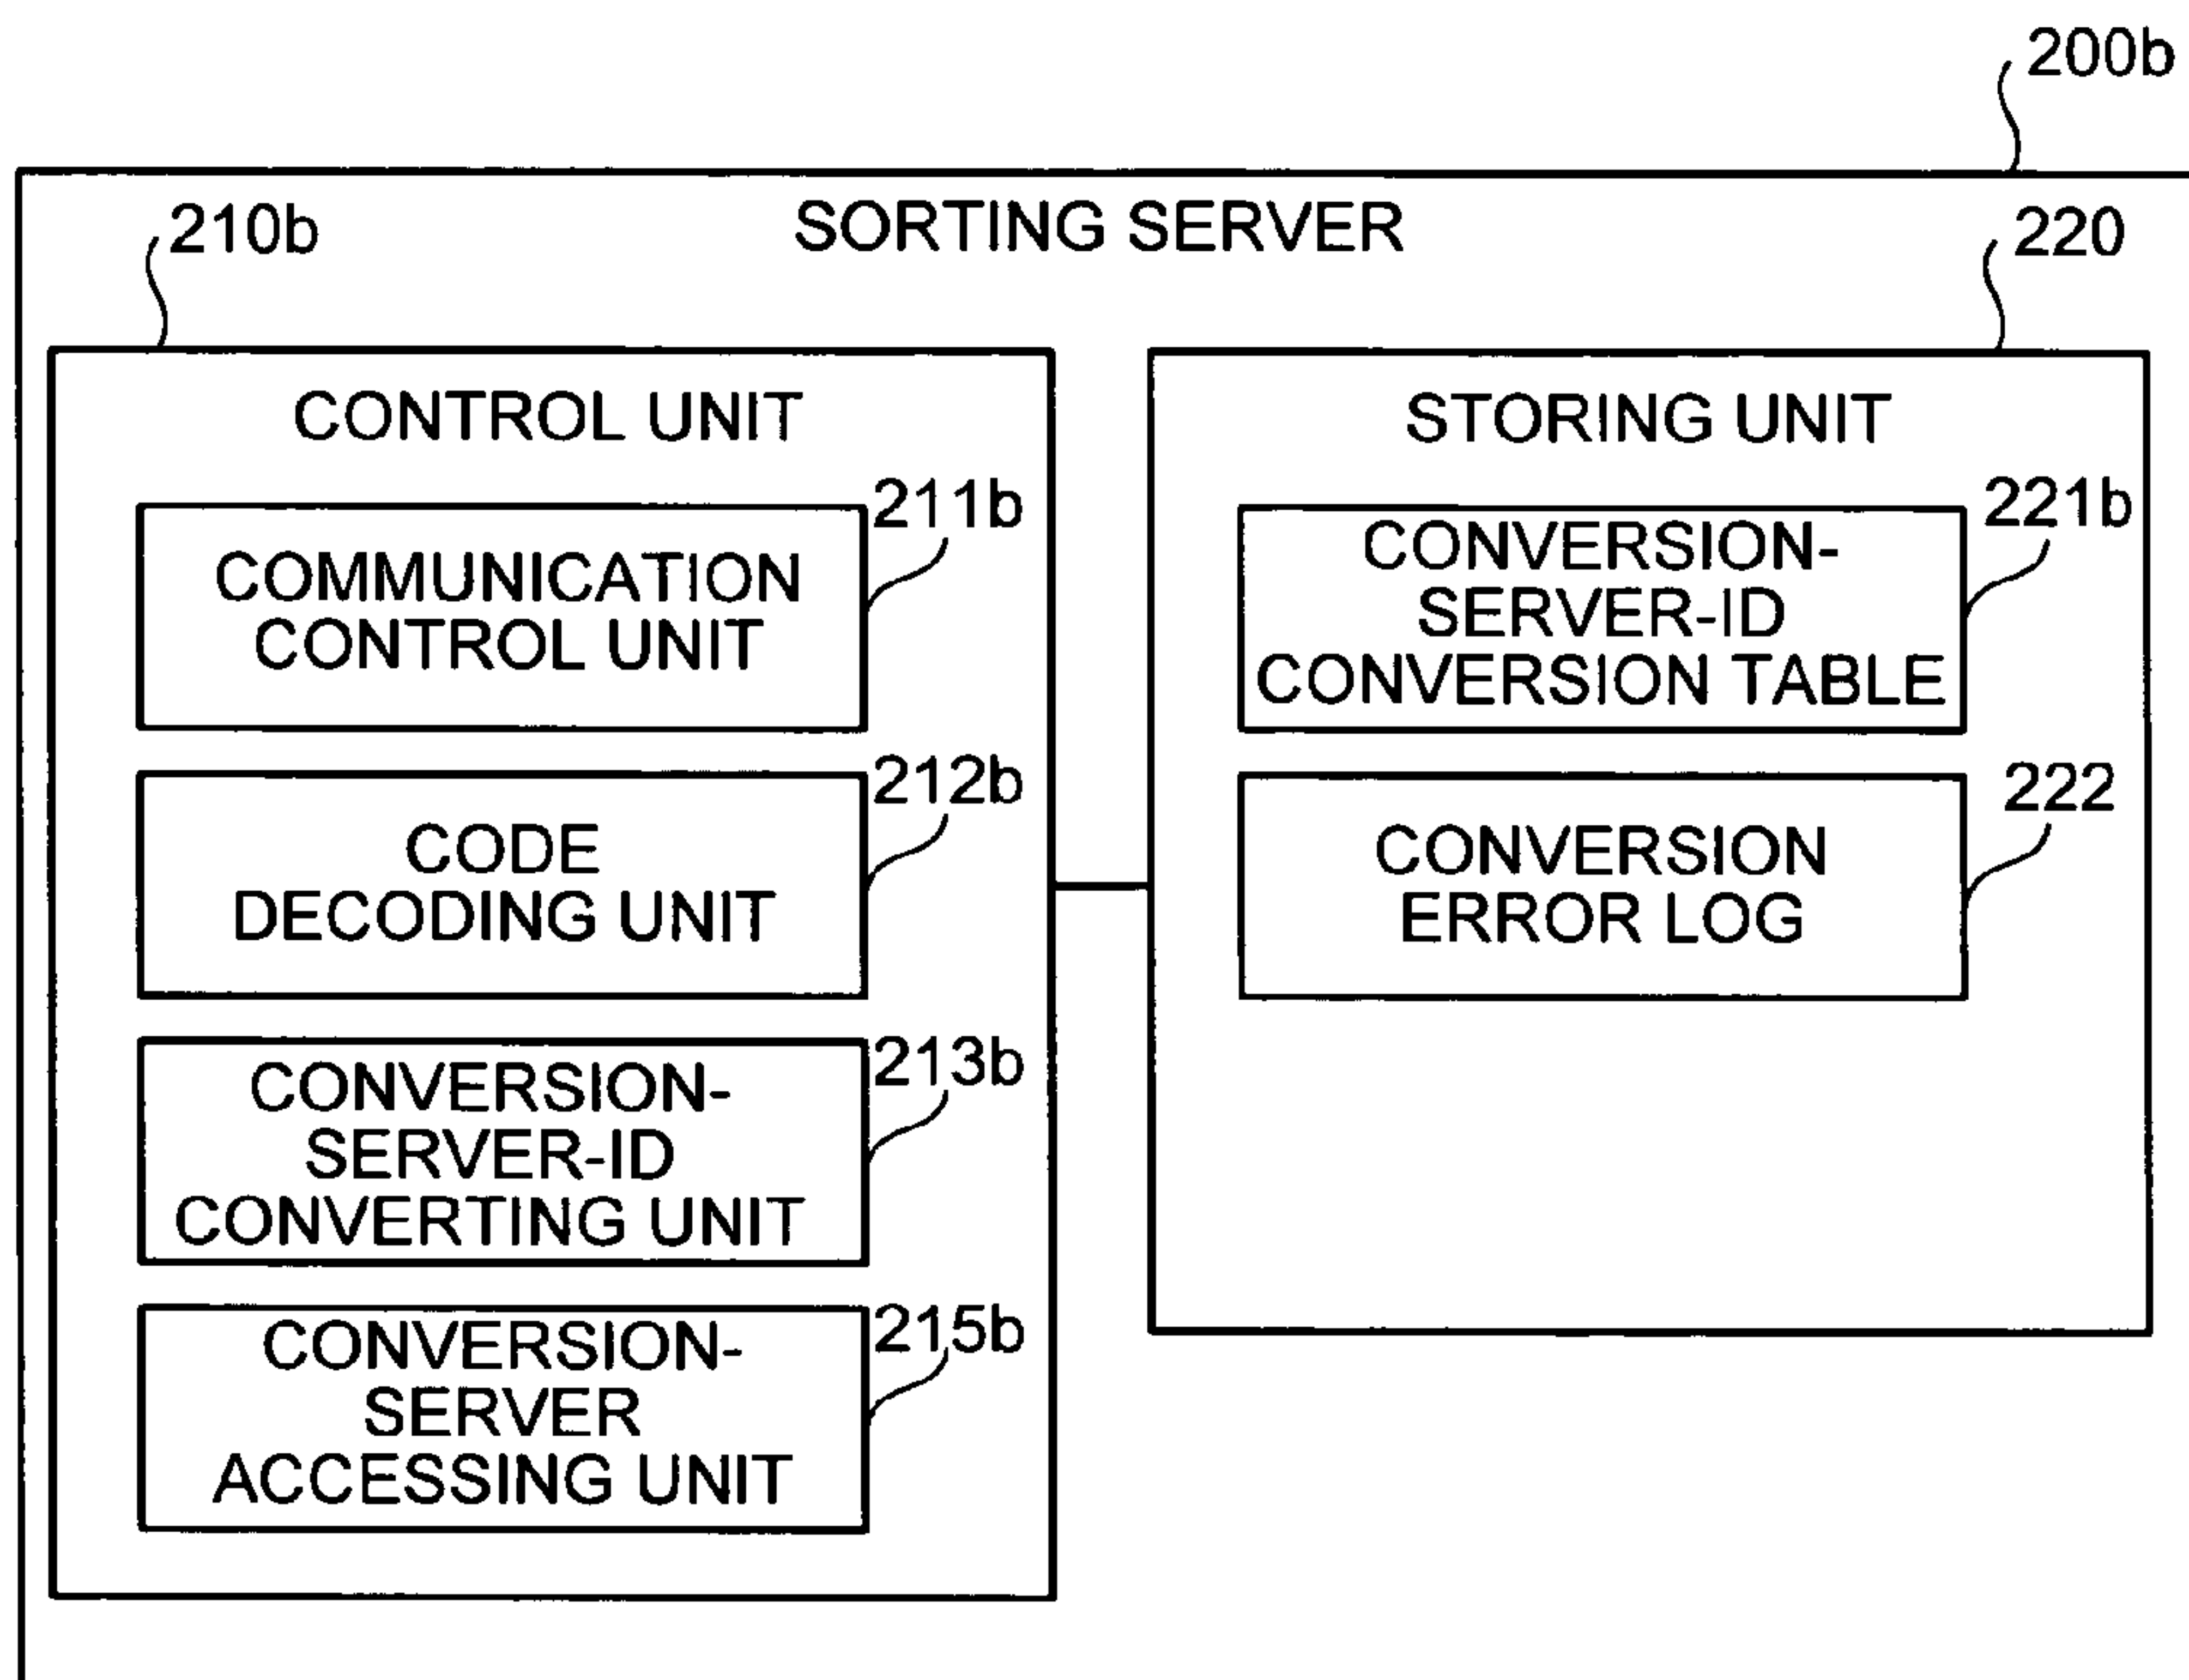 200b
SORTING SERVER
210b
220
CONTROL UNIT
211b
COMMUNICATION
CONTROL UNIT
212b
CODE
DECODING UNIT
213b
CONVERSION-
SERVER-ID
CONVERTING UNIT
215b
CONVERSION-
SERVER
ACCESSING UNIT
STORING UNIT
221b
CONVERSION-
SERVER-ID
CONVERSION TABLE
222
CONVERSION
ERROR LOG